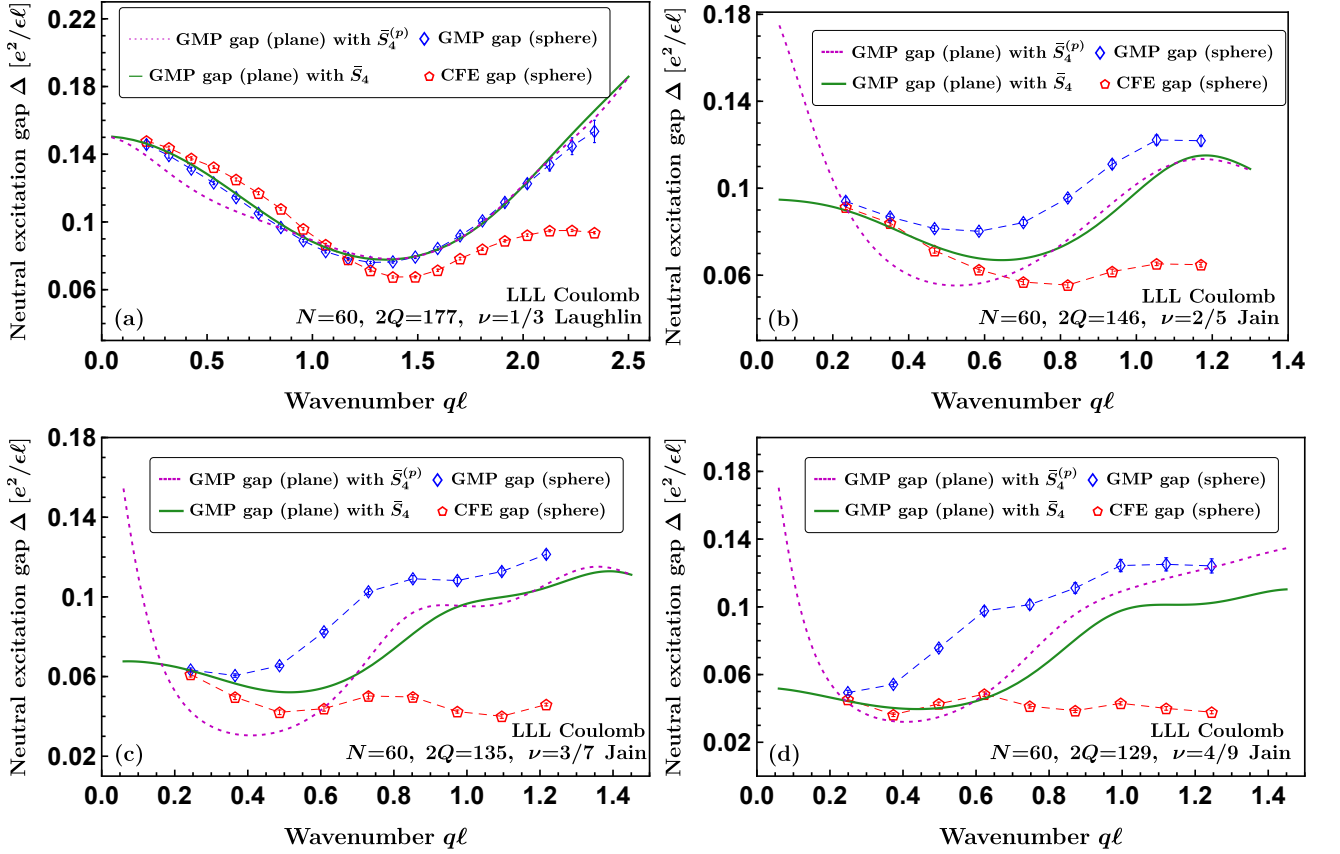 Neutral excitation gap Δ [e²/ϵℓ]
0.22
0.18
0.14
0.1
0.06
GMP gap (plane) with S̄₄⁽ᵖ⁾
GMP gap (sphere)
GMP gap (plane) with S̄₄
CFE gap (sphere)
LLL Coulomb
(a)
N=60, 2Q=177, ν=1/3 Laughlin
0.0 0.5 1.0 1.5 2.0 2.5
Wavenumber qℓ
Neutral excitation gap Δ [e²/ϵℓ]
0.18
0.14
0.1
0.06
GMP gap (plane) with S̄₄⁽ᵖ⁾
GMP gap (sphere)
GMP gap (plane) with S̄₄
CFE gap (sphere)
LLL Coulomb
(b)
N=60, 2Q=146, ν=2/5 Jain
0.0 0.2 0.4 0.6 0.8 1.0 1.2 1.4
Wavenumber qℓ
Neutral excitation gap Δ [e²/ϵℓ]
0.18
0.14
0.1
0.06
0.02
GMP gap (plane) with S̄₄⁽ᵖ⁾
GMP gap (sphere)
GMP gap (plane) with S̄₄
CFE gap (sphere)
LLL Coulomb
(c)
N=60, 2Q=135, ν=3/7 Jain
0.0 0.2 0.4 0.6 0.8 1.0 1.2 1.4
Wavenumber qℓ
Neutral excitation gap Δ [e²/ϵℓ]
0.18
0.14
0.1
0.06
0.02
GMP gap (plane) with S̄₄⁽ᵖ⁾
GMP gap (sphere)
GMP gap (plane) with S̄₄
CFE gap (sphere)
LLL Coulomb
(d)
N=60, 2Q=129, ν=4/9 Jain
0.0 0.2 0.4 0.6 0.8 1.0 1.2 1.4
Wavenumber qℓ